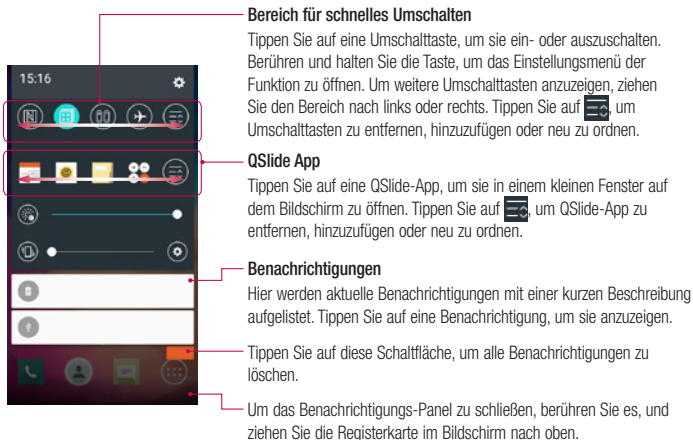 Bereich für schnelles Umschalten
Tippen Sie auf eine Umschalttaste, um sie ein- oder auszuschalten.
Berühren und halten Sie die Taste, um das Einstellungsmenü der
Funktion zu öffnen. Um weitere Umschalttasten anzuzeigen, ziehen
Sie den Bereich nach links oder rechts. Tippen Sie auf , um
Umschalttasten zu entfernen, hinzuzufügen oder neu zu ordnen.
15:16
QSlide App
Tippen Sie auf eine QSlide-App, um sie in einem kleinen Fenster auf
dem Bildschirm zu öffnen. Tippen Sie auf , um QSlide-App zu
entfernen, hinzuzufügen oder neu zu ordnen.
Benachrichtigungen
Hier werden aktuelle Benachrichtigungen mit einer kurzen Beschreibung
aufgelistet. Tippen Sie auf eine Benachrichtigung, um sie anzuzeigen.
Tippen Sie auf diese Schaltfläche, um alle Benachrichtigungen zu
löschen.
Um das Benachrichtigungs-Panel zu schließen, berühren Sie es, und
ziehen Sie die Registerkarte im Bildschirm nach oben.